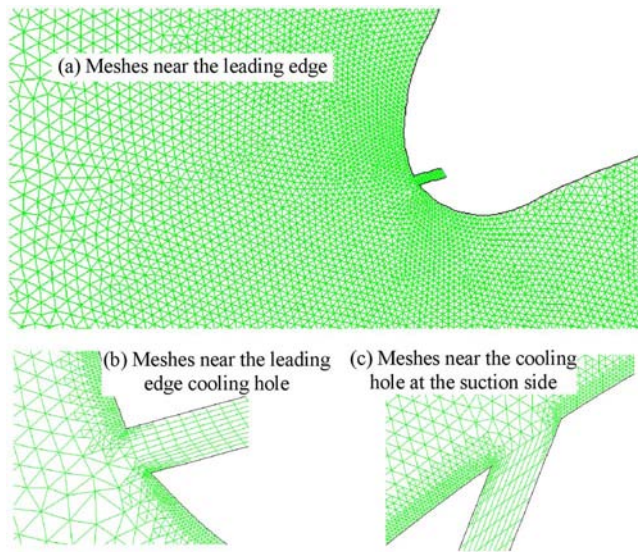 (a) Meshes near the leading edge
(b) Meshes near the leading
edge cooling hole
(c) Meshes near the cooling
hole at the suction side